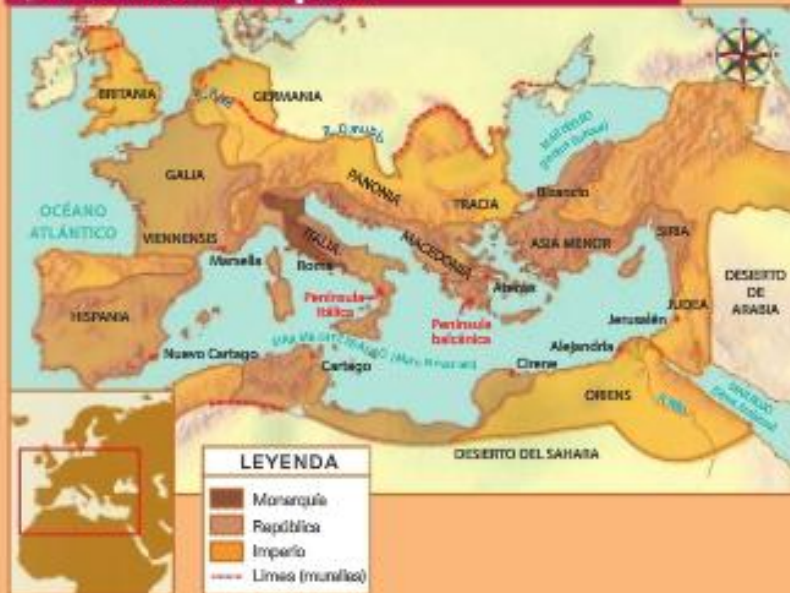 BRITANIA
GERMANIA
GALIA
PANONIA
TRACIA
Bizancio
OCÉANO
ATLÁNTICO
VIENNENSIS
Marsella
ITALIA
Roma
MACEDONIA
ASIA MENOR
SIRIA
Península
itálica
Atenas
Península
balcánica
HISPANIA
Nuevo Cartago
Cartago
JUDEA
Jerusalén
Alejandría
Cirene
DESIERTO
DE
ARABIA
ORIENS
DESIERTO DEL SAHARA
LEYENDA
Monarquía
República
Imperio
Limes (murallas)